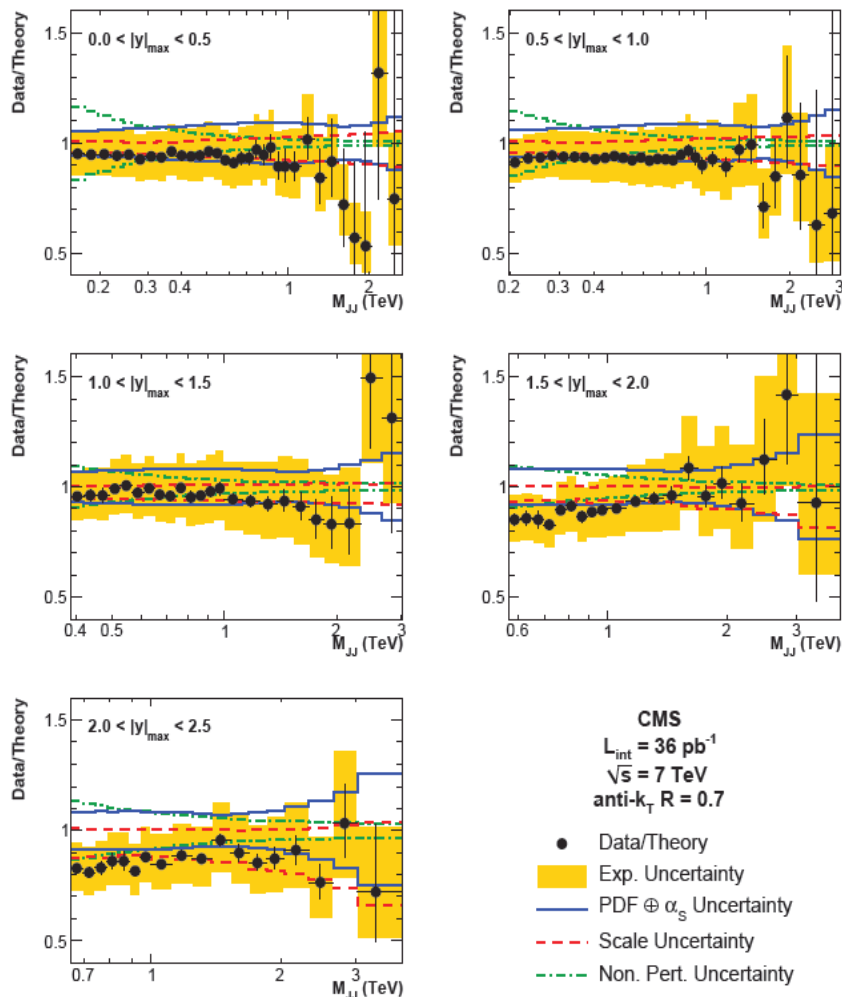 0.0 < |y|max < 0.5
Data/Theory
1.5
1
0.5
0.2 0.3 0.4 1 2
MJJ (TeV)
0.5 < |y|max < 1.0
Data/Theory
1.5
1
0.5
0.2 0.3 0.4 1 2 3
MJJ (TeV)
1.0 < |y|max < 1.5
Data/Theory
1.5
1
0.5
0.4 0.5 1 2 3
MJJ (TeV)
1.5 < |y|max < 2.0
Data/Theory
1.5
1
0.5
0.6 1 2 3
MJJ (TeV)
2.0 < |y|max < 2.5
Data/Theory
1.5
1
0.5
0.7 1 2 3
MJJ (TeV)
CMS
Lint = 36 pb-1
√s = 7 TeV
anti-kT R = 0.7
Data/Theory
Exp. Uncertainty
PDF ⊕ αS Uncertainty
Scale Uncertainty
Non. Pert. Uncertainty